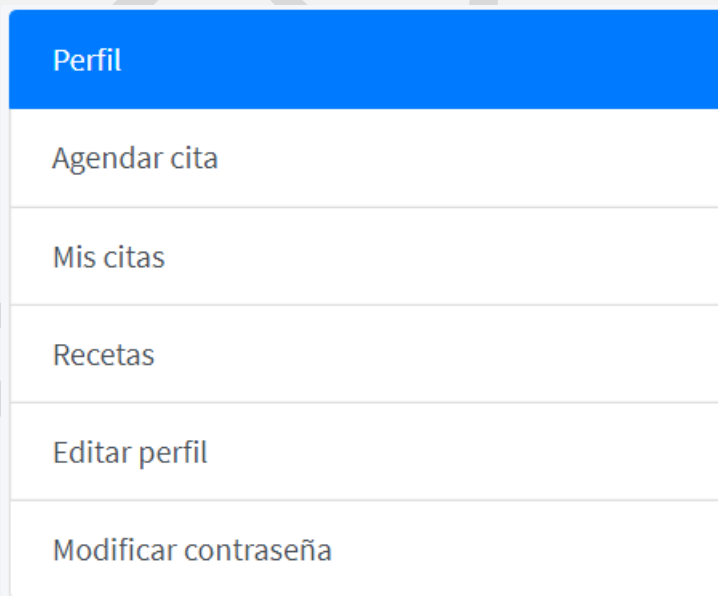 Perfil
Agendar cita
Mis citas
Recetas
Editar perfil
Modificar contraseña